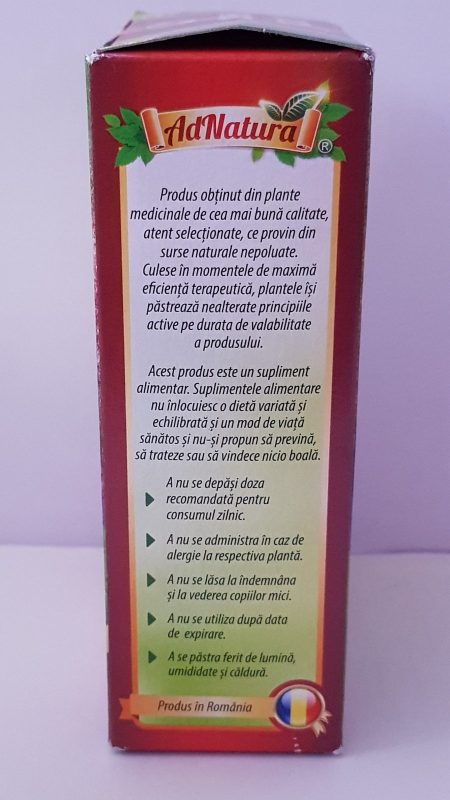 AdNatura
®
Produs obținut din plante
medicinale de cea mai bună calitate,
atent selecționate, ce provin din
surse naturale nepoluate.
Culese în momentele de maximă
eficiență terapeutică, plantele își
păstrează nealterate principiile
active pe durata de valabilitate
a produsului.
Acest produs este un supliment
alimentar. Suplimentele alimentare
nu înlocuiesc o dietă variată și
echilibrată și un mod de viață
sănătos și nu-și propun să prevină,
să trateze sau să vindece nicio boală.
A nu se depăși doza
recomandată pentru
consumul zilnic.
A nu se administra în caz de
alergie la respectiva plantă.
A nu se lăsa la îndemâna
și la vederea copiilor mici.
A nu se utiliza după data
de expirare.
A se păstra ferit de lumină,
umididate și căldură.
Produs în România